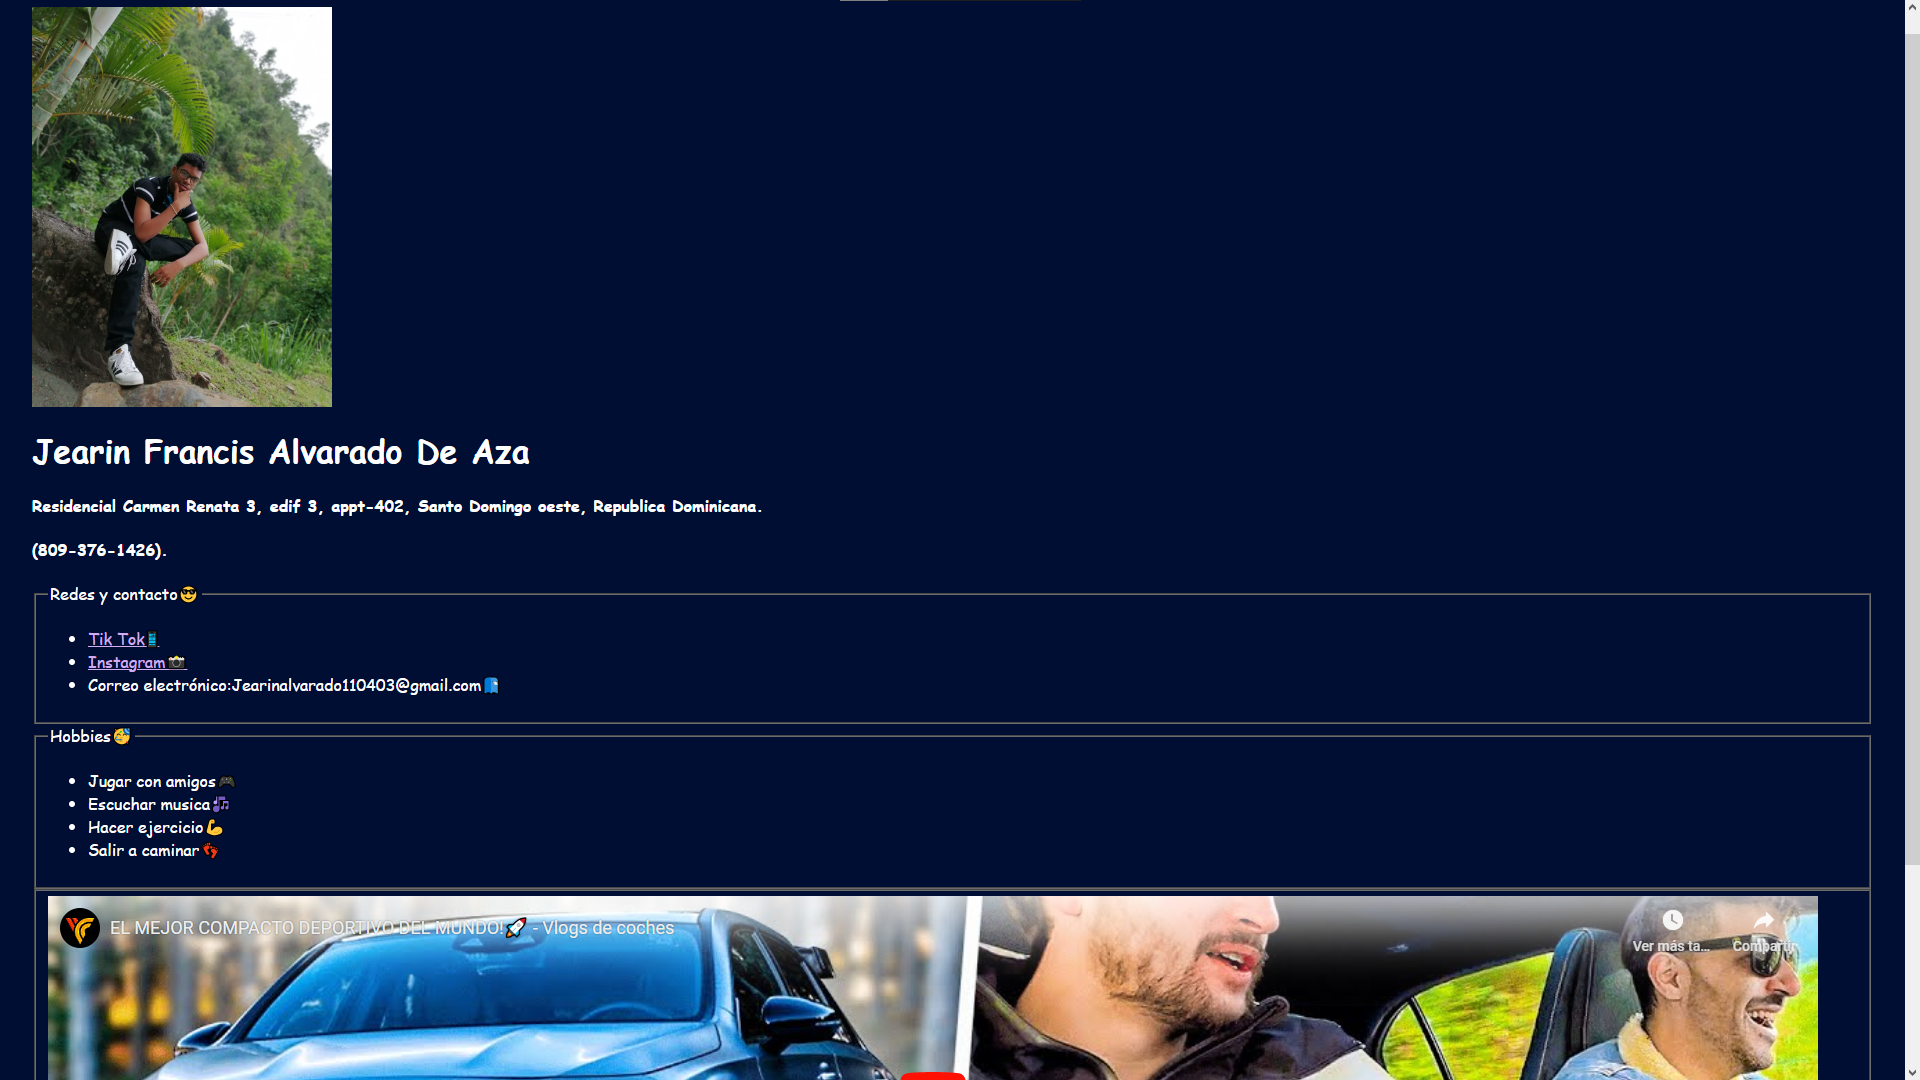 Jearin Francis Alvarado De Aza
Residencial Carmen Renata 3, edif 3, appt-402, Santo Domingo oeste, Republica Dominicana.
(809-376-1426).
Redes y contacto😎
Tik Tok📱
Instagram📸
Correo electrónico:Jearinalvarado110403@gmail.com📘
Hobbies🥳
Jugar con amigos🎮
Escuchar musica🎶
Hacer ejercicio💪
Salir a caminar👣
EL MEJOR COMPACTO DEPORTIVO DEL MUNDO!🚀 - Vlogs de coches
Ver más ta...
Compartir